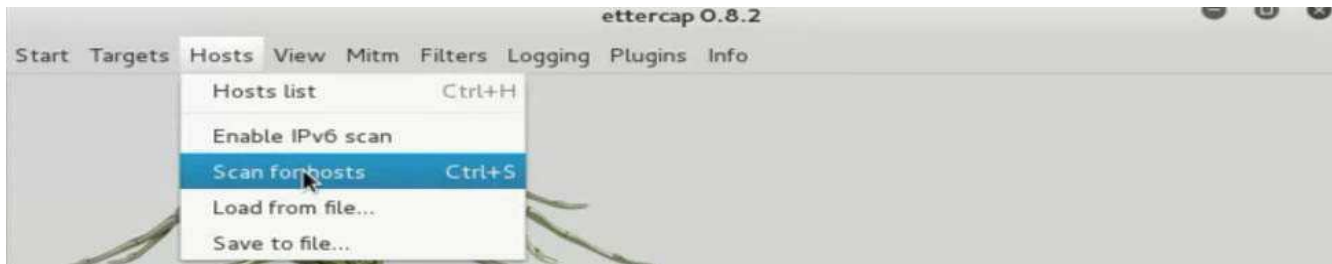 ettercap 0.8.2
Start Targets Hosts View Mitm Filters Logging Plugins Info
Hosts list Ctrl+H
Enable IPv6 scan
Scan for hosts Ctrl+S
Load from file...
Save to file...